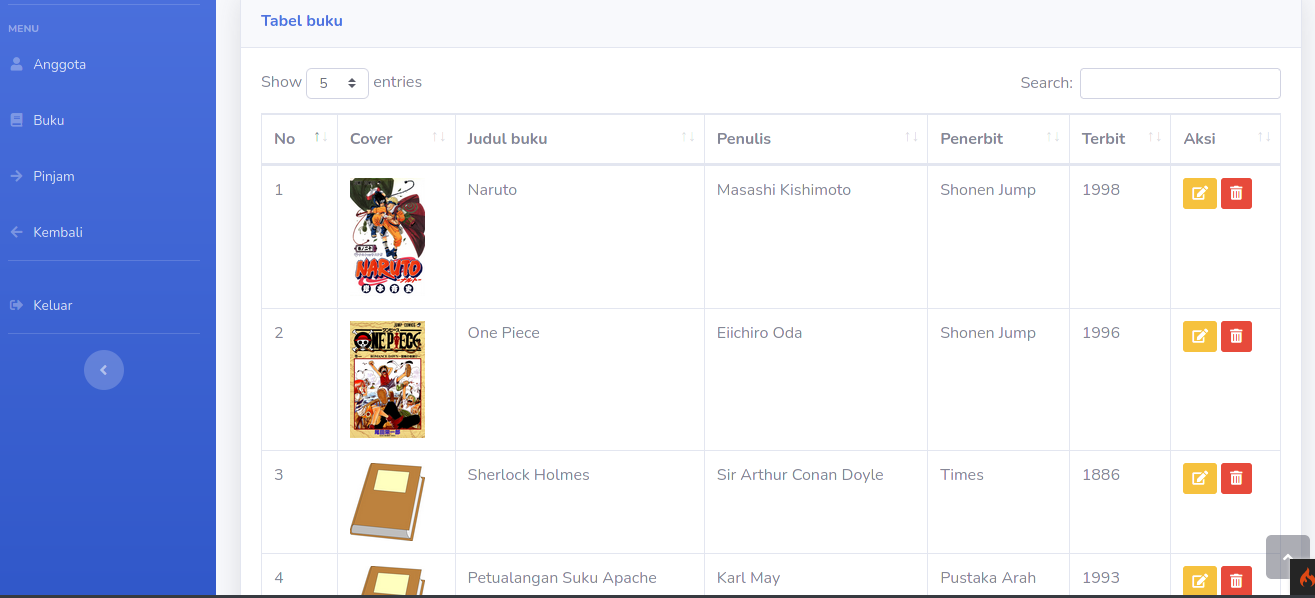 Tabel buku
MENU
Anggota
Buku
Pinjam
Kembali
Keluar
Show 5 entries
Search:
No Cover Judul buku Penulis Penerbit Terbit Aksi
1 Naruto Masashi Kishimoto Shonen Jump 1998
NARUTO
2 One Piece Eiichiro Oda Shonen Jump 1996
ONE PIECE
3 Sherlock Holmes Sir Arthur Conan Doyle Times 1886
4 Petualangan Suku Apache Karl May Pustaka Arah 1993